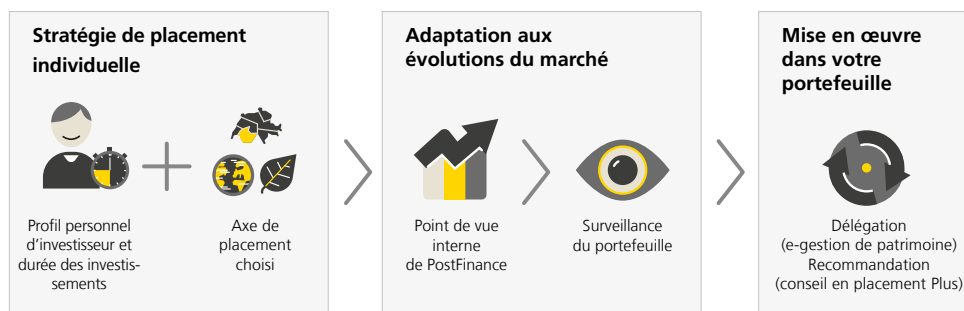 Stratégie de placement
individuelle
Profil personnel
d'investisseur et
durée des investis-
sements
Axe de
placement
choisi
Adaptation aux
évolutions du marché
Point de vue
interne
de PostFinance
Surveillance
du portefeuille
Mise en œuvre
dans votre
portefeuille
Délégation
(e-gestion de patrimoine)
Recommandation
(conseil en placement Plus)